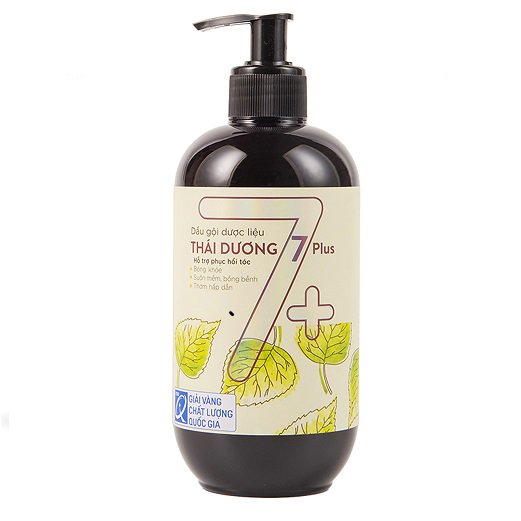 Dầu gội dược liệu
THÁI DƯƠNG 7 Plus
Hỗ trợ phục hồi tóc
Bóng khỏe
Suôn mềm, bồng bềnh
Thơm hấp dẫn
7+
GIẢI VÀNG
CHẤT LƯỢNG
QUỐC GIA